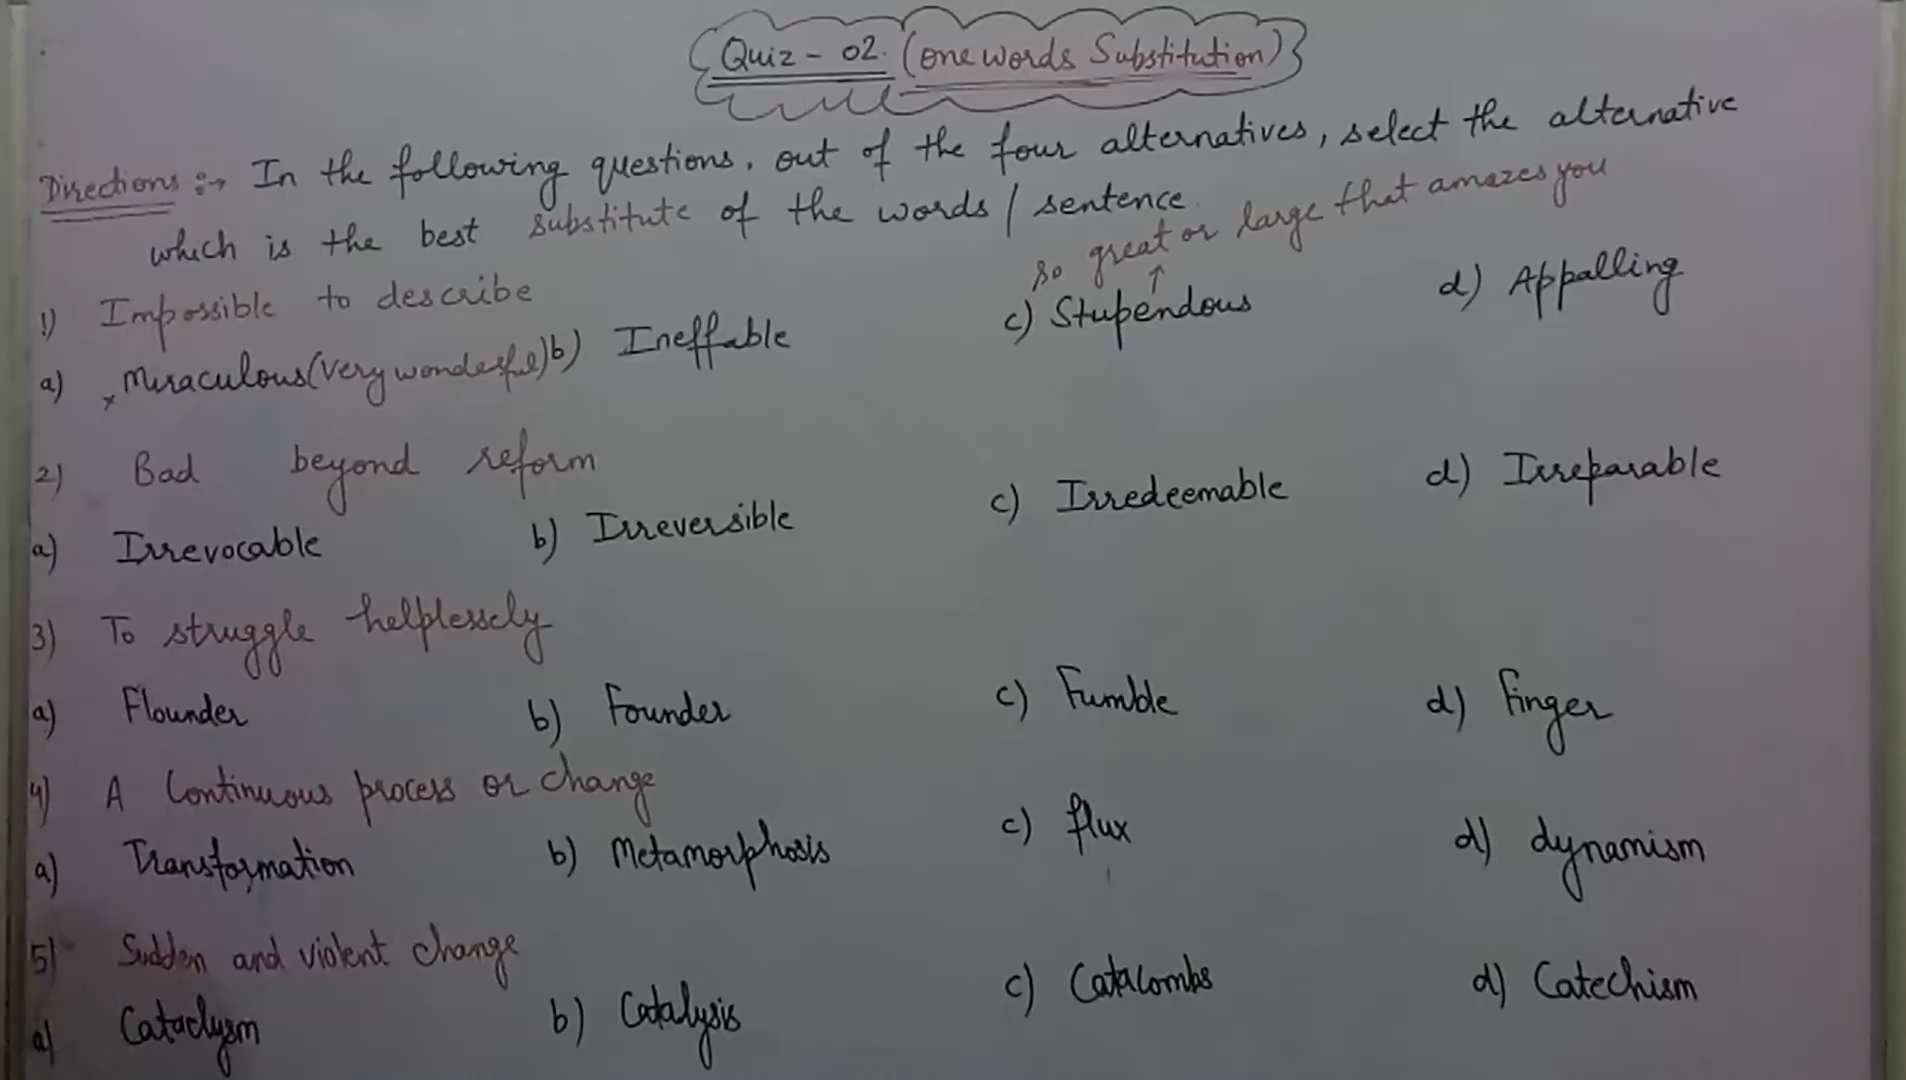 Quiz - 02. (one words Substitution)
Directions :→ In the following questions, out of the four alternatives, select the alternative
which is the best substitute of the words / sentence.
so great or large that amazes you
1) Impossible to describe
a) × Miraculous (very wonderful) b) Ineffable c) Stupendous d) Appalling
↑
2) Bad beyond reform
a) Irrevocable b) Irreversible c) Irredeemable d) Irreparable
3) To struggle helplessly
a) Flounder b) Founder c) Fumble d) Finger
4) A Continuous process or change
a) Transformation b) Metamorphosis c) flux d) dynamism
5) Sudden and violent change
a) Cataclysm b) Catalysis c) Catacombs d) Catechism